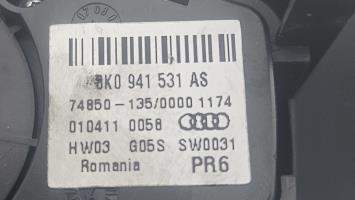 8K0 941 531 AS
74850-135/0000 1174
010411 0058
HW03 G05S SW0031
Romania PR6